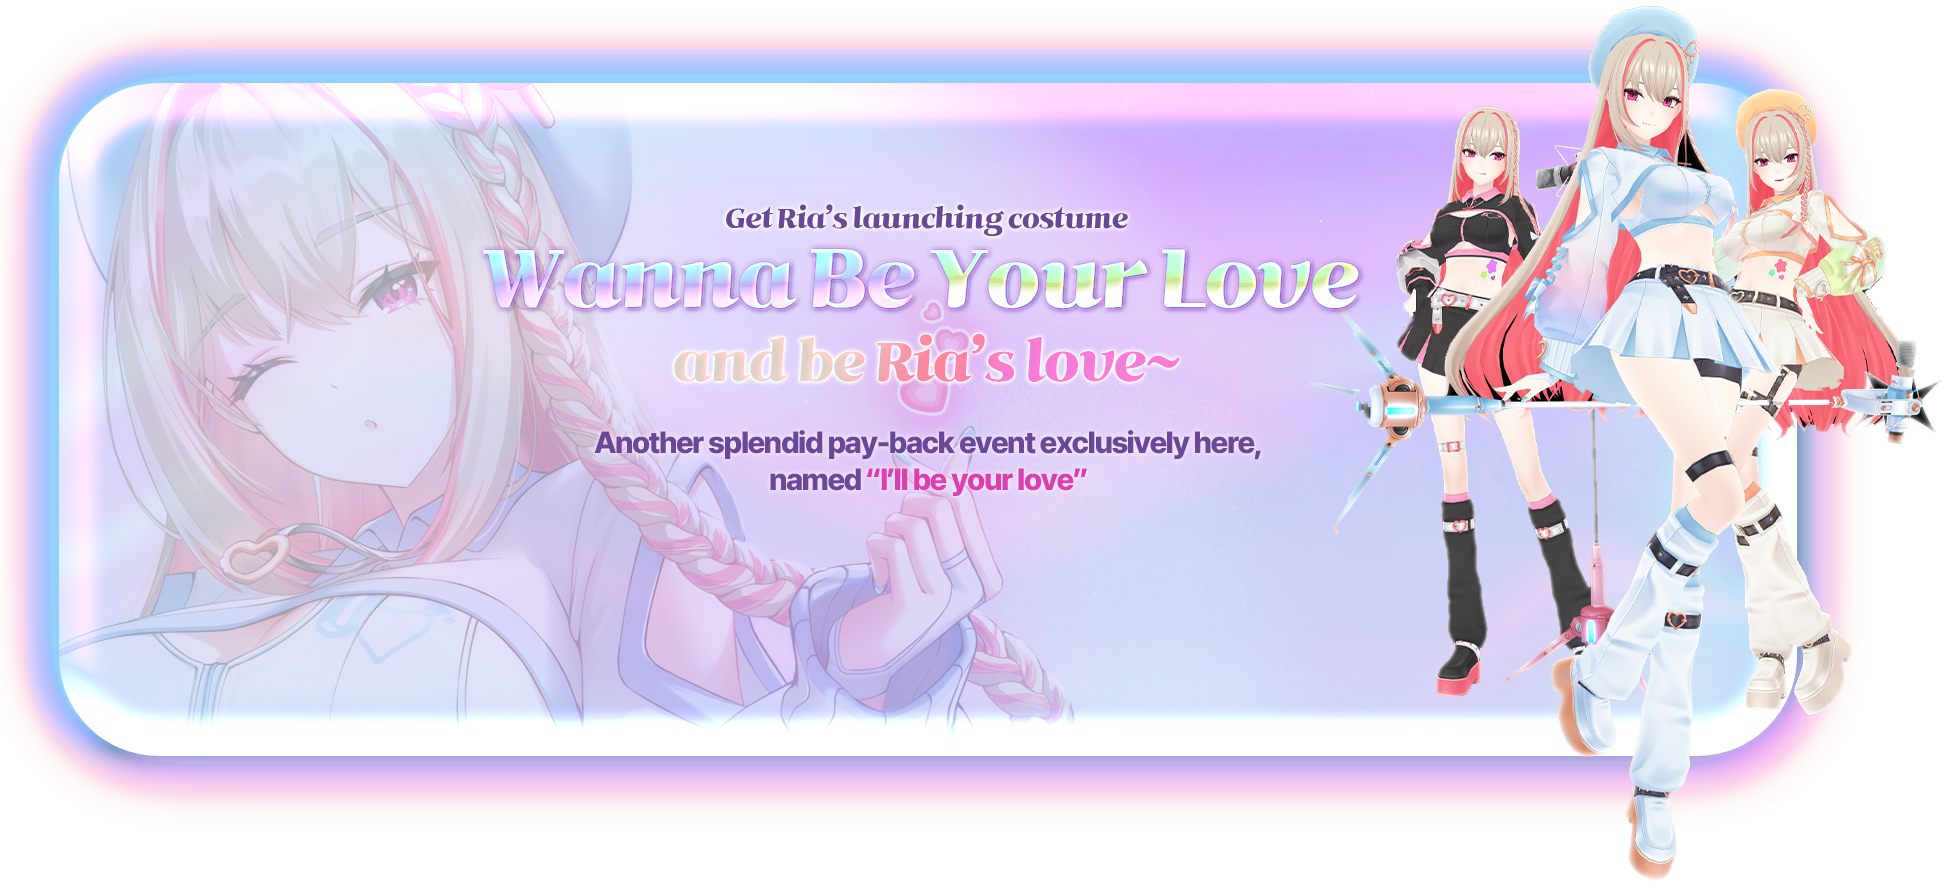 Get Ria’s launching costume
Wanna Be Your Love
and be Ria’s love~
Another splendid pay-back event exclusively here,
named “I’ll be your love”